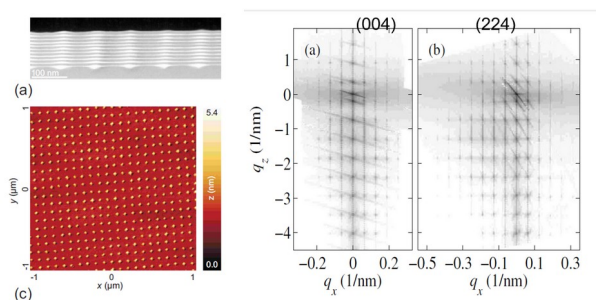 100 nm
(a)
1
0
-1
y (µm)
-1
0
1
x (µm)
5.4
z (nm)
0.0
(c)
(004)
(224)
(a)
(b)
1
0
-1
-2
-3
-4
q_z (1/nm)
-0.2
0
0.2
q_x (1/nm)
-0.5
-0.3
-0.1
0.1
0.3
q_x (1/nm)